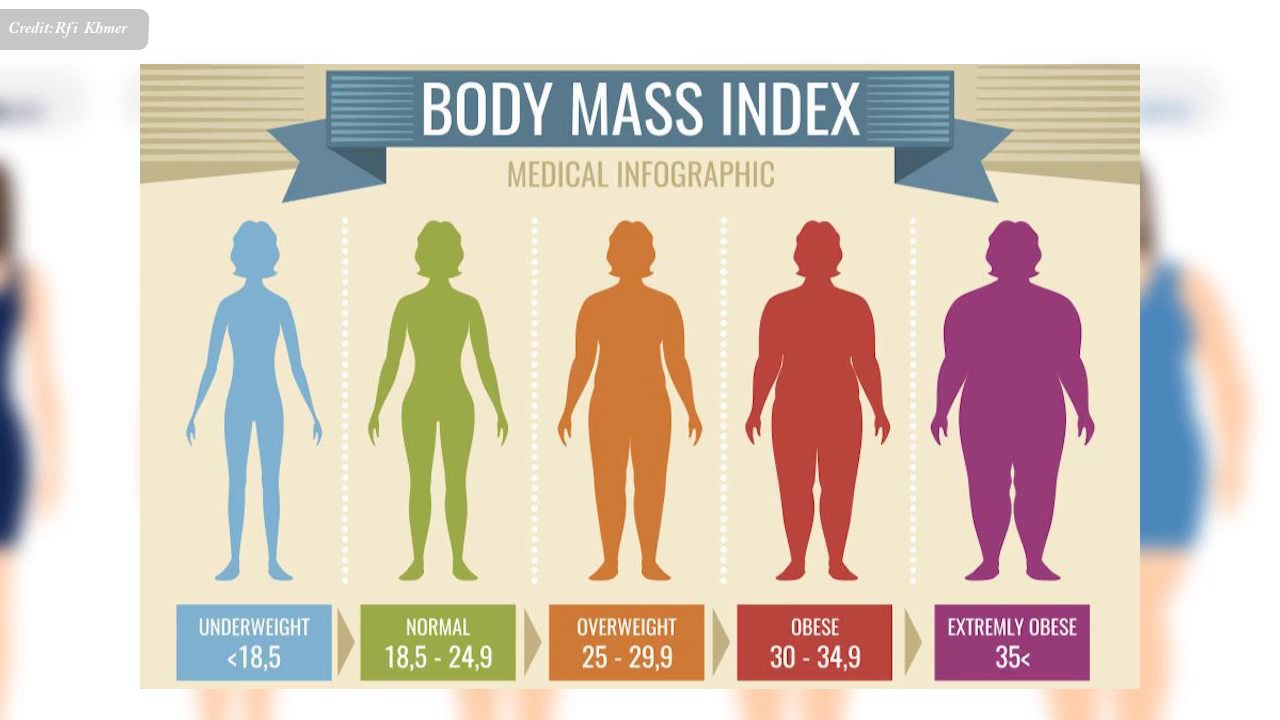 Credit: Rfi Khmer
BODY MASS INDEX
MEDICAL INFOGRAPHIC
UNDERWEIGHT
<18,5
NORMAL
18,5 - 24,9
OVERWEIGHT
25 - 29,9
OBESE
30 - 34,9
EXTREMLY OBESE
35<